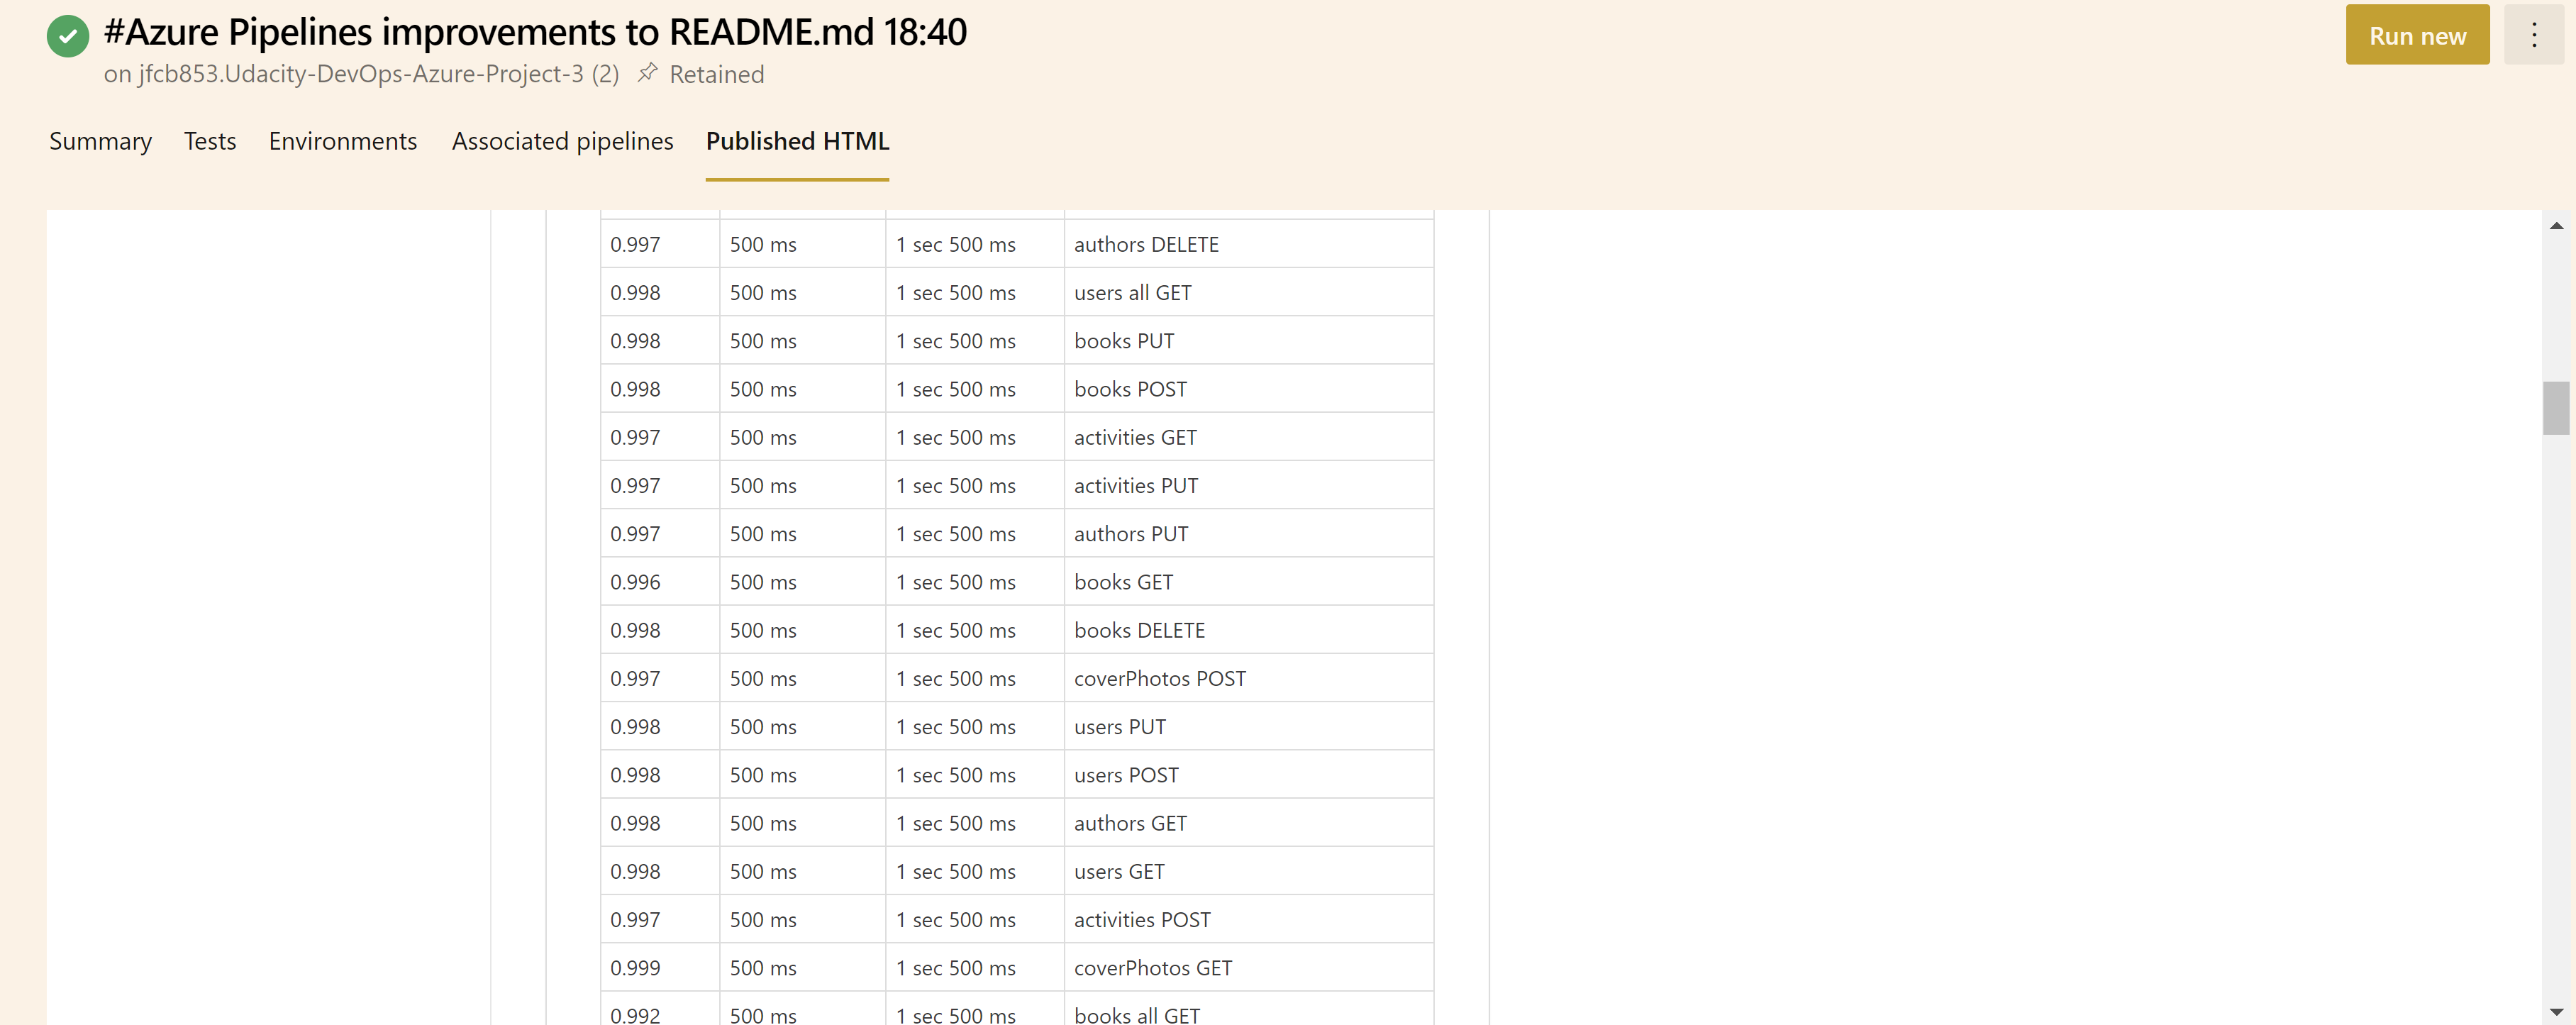 #Azure Pipelines improvements to README.md 18:40
Run new
on jfcb853.Udacity-DevOps-Azure-Project-3 (2) Retained
Summary Tests Environments Associated pipelines Published HTML
0.997 500 ms 1 sec 500 ms authors DELETE
0.998 500 ms 1 sec 500 ms users all GET
0.998 500 ms 1 sec 500 ms books PUT
0.998 500 ms 1 sec 500 ms books POST
0.997 500 ms 1 sec 500 ms activities GET
0.997 500 ms 1 sec 500 ms activities PUT
0.997 500 ms 1 sec 500 ms authors PUT
0.996 500 ms 1 sec 500 ms books GET
0.998 500 ms 1 sec 500 ms books DELETE
0.997 500 ms 1 sec 500 ms coverPhotos POST
0.998 500 ms 1 sec 500 ms users PUT
0.998 500 ms 1 sec 500 ms users POST
0.998 500 ms 1 sec 500 ms authors GET
0.998 500 ms 1 sec 500 ms users GET
0.997 500 ms 1 sec 500 ms activities POST
0.999 500 ms 1 sec 500 ms coverPhotos GET
0.992 500 ms 1 sec 500 ms books all GET